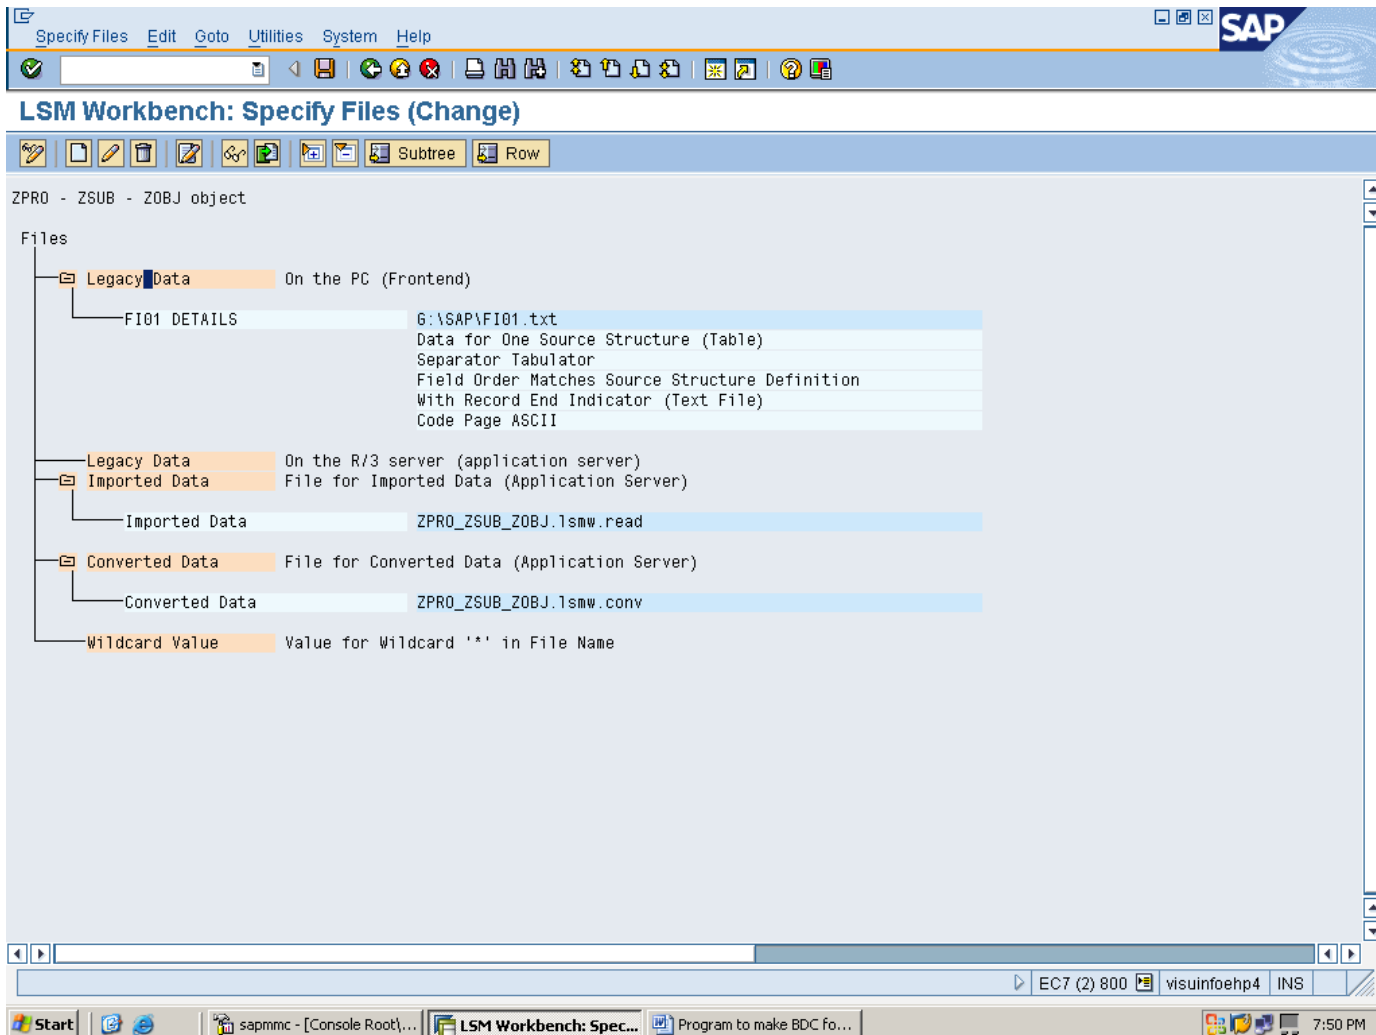 SAP
Specify Files Edit Goto Utilities System Help
LSM Workbench: Specify Files (Change)
Subtree Row
ZPRO - ZSUB - ZOBJ object
Files
Legacy Data On the PC (Frontend)
FI01 DETAILS G:\SAP\FI01.txt
Data for One Source Structure (Table)
Separator Tabulator
Field Order Matches Source Structure Definition
With Record End Indicator (Text File)
Code Page ASCII
Legacy Data On the R/3 server (application server)
Imported Data File for Imported Data (Application Server)
Imported Data ZPRO_ZSUB_ZOBJ.lsmw.read
Converted Data File for Converted Data (Application Server)
Converted Data ZPRO_ZSUB_ZOBJ.lsmw.conv
Wildcard Value Value for Wildcard '*' in File Name
EC7 (2) 800 visuinfoehp4 INS
Start sapmmc - [Console Root\... LSM Workbench: Spec... Program to make BDC fo... 7:50 PM